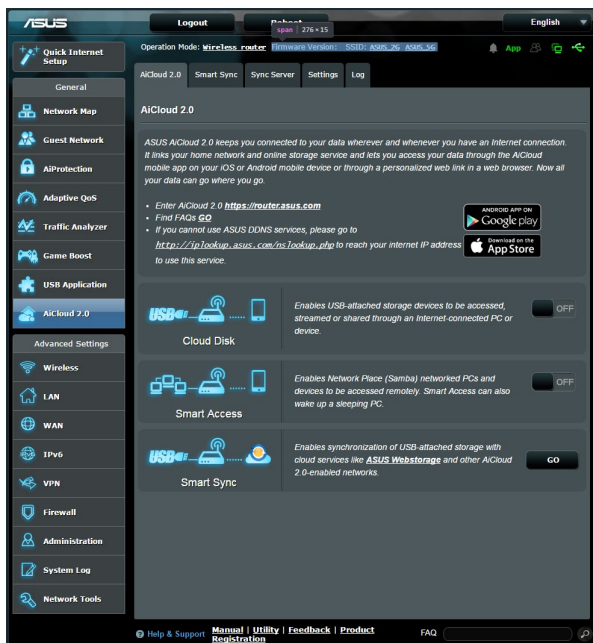 ASUS
Logout
English
span | 276 × 15
Quick Internet
Setup
Operation Mode: Wireless router Firmware Version: SSID: ASUS_2G ASUS_5G
App
General
AiCloud 2.0 Smart Sync Sync Server Settings Log
Network Map
Guest Network
AiProtection
Adaptive QoS
Traffic Analyzer
Game Boost
USB Application
AiCloud 2.0
Advanced Settings
Wireless
LAN
WAN
IPv6
VPN
Firewall
Administration
System Log
Network Tools
AiCloud 2.0
ASUS AiCloud 2.0 keeps you connected to your data wherever and whenever you have an Internet connection.
It links your home network and online storage service and lets you access your data through the AiCloud
mobile app on your iOS or Android mobile device or through a personalized web link in a web browser. Now all
your data can go where you go.
• Enter AiCloud 2.0 https://router.asus.com
• Find FAQs GO
• If you cannot use ASUS DDNS services, please go to
http://iplookup.asus.com/nslookup.php to reach your internet IP address
to use this service.
ANDROID APP ON
Google play
Download on the
App Store
USB
Cloud Disk
Enables USB-attached storage devices to be accessed,
streamed or shared through an Internet-connected PC or
device.
OFF
Smart Access
Enables Network Place (Samba) networked PCs and
devices to be accessed remotely. Smart Access can also
wake up a sleeping PC.
OFF
USB
Smart Sync
Enables synchronization of USB-attached storage with
cloud services like ASUS Webstorage and other AiCloud
2.0-enabled networks.
GO
Help & Support Manual | Utility | Feedback | Product
Registration
FAQ